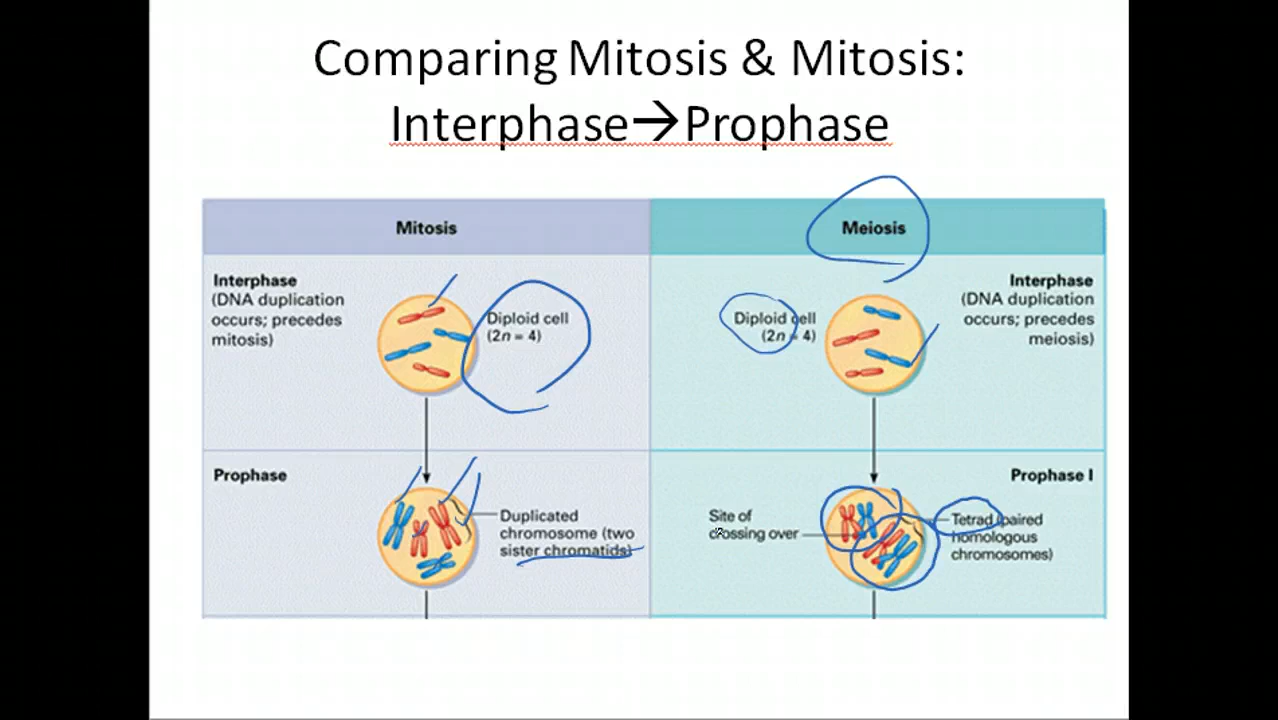 Comparing Mitosis & Mitosis:
Interphase→Prophase
Mitosis
Meiosis
Interphase
(DNA duplication
occurs; precedes
mitosis)
Diploid cell
(2n = 4)
Diploid cell
(2n = 4)
Interphase
(DNA duplication
occurs; precedes
meiosis)
Prophase
Duplicated
chromosome (two
sister chromatids)
Site of
crossing over
Prophase I
Tetrad (paired
homologous
chromosomes)